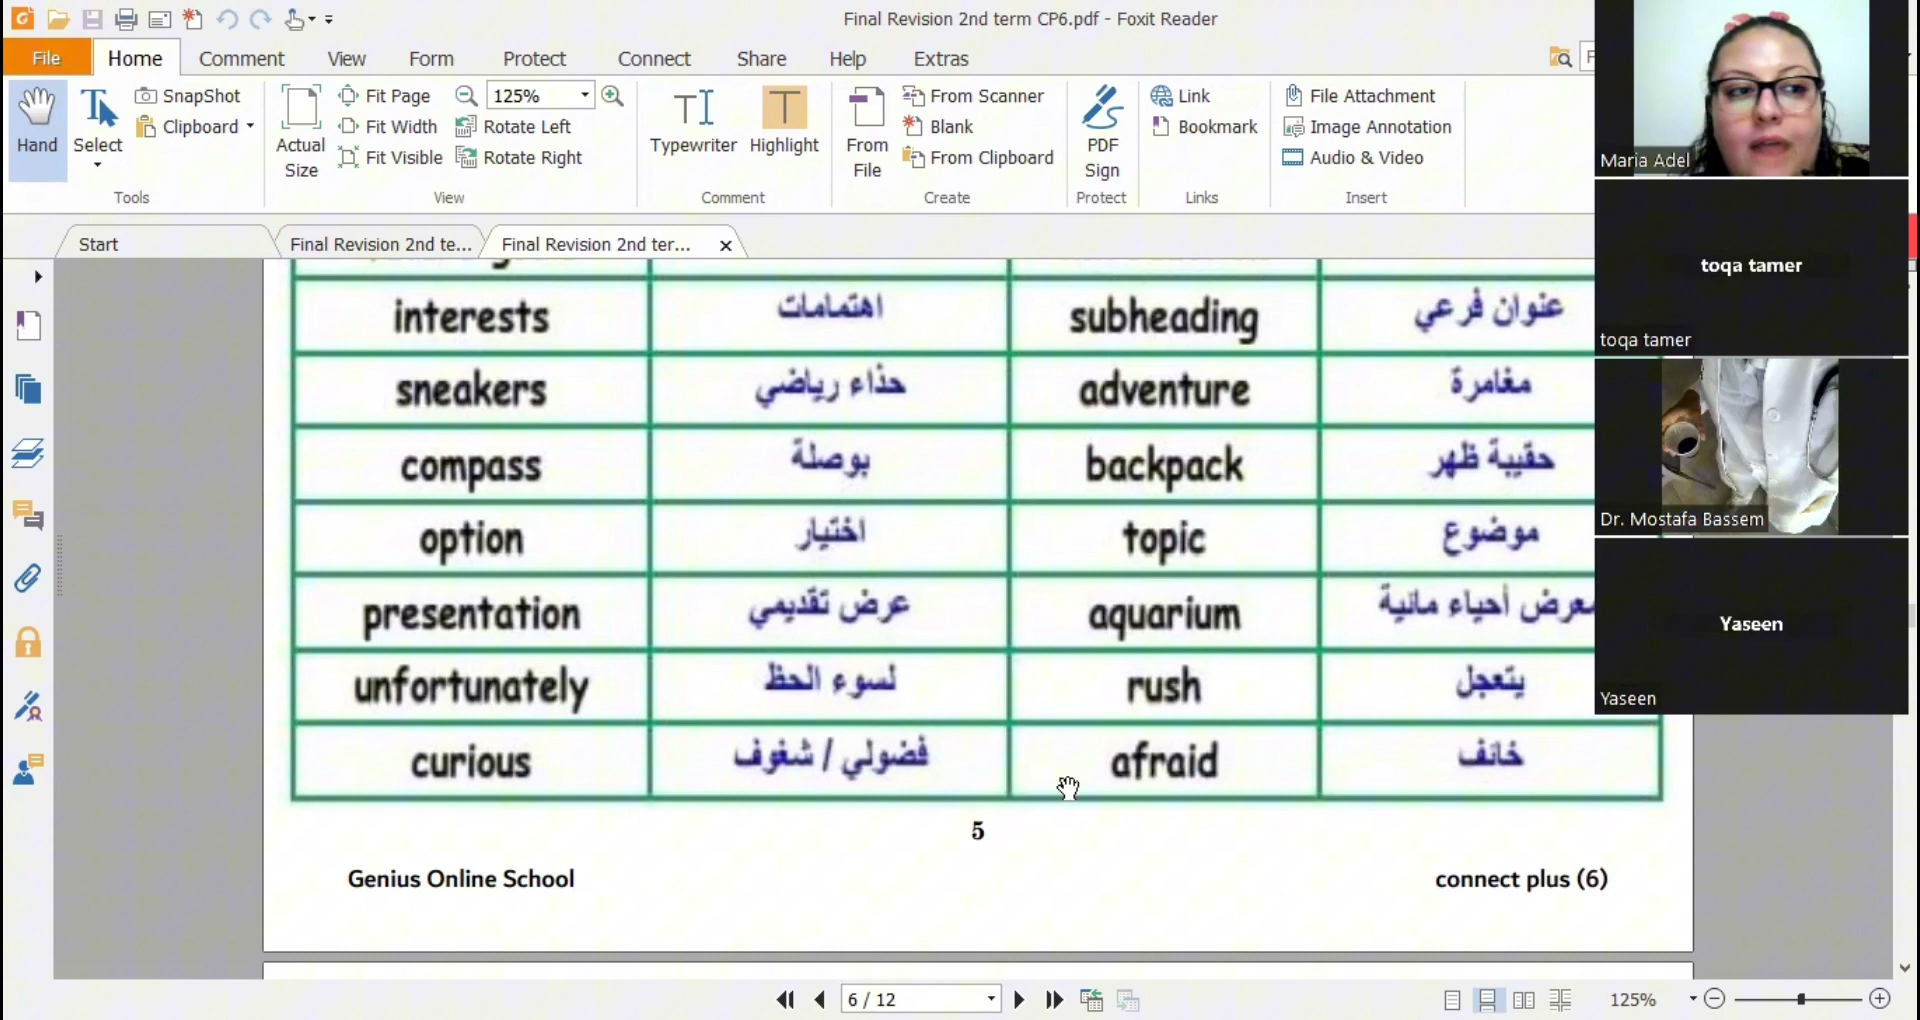 Final Revision 2nd term CP6.pdf - Foxit Reader
File Home Comment View Form Protect Connect Share Help Extras
Hand
Select
SnapShot
Clipboard
Tools
Actual Size
Fit Page
Fit Width
Fit Visible
125%
Rotate Left
Rotate Right
View
Typewriter
Highlight
Comment
From File
From Scanner
Blank
From Clipboard
Create
PDF Sign
Protect
Link
Bookmark
Links
File Attachment
Image Annotation
Audio & Video
Insert
Maria Adel
Start
Final Revision 2nd te...
Final Revision 2nd ter...
toqa tamer
toqa tamer
Dr. Mostafa Bassem
Yaseen
Yaseen
interests اهتمامات subheading عنوان فرعي
sneakers حذاء رياضي adventure مغامرة
compass بوصلة backpack حقيبة ظهر
option اختيار topic موضوع
presentation عرض تقديمي aquarium معرض أحياء مائية
unfortunately لسوء الحظ rush يتعجل
curious فضولي / شغوف afraid خائف
5
Genius Online School connect plus (6)
6 / 12
125%